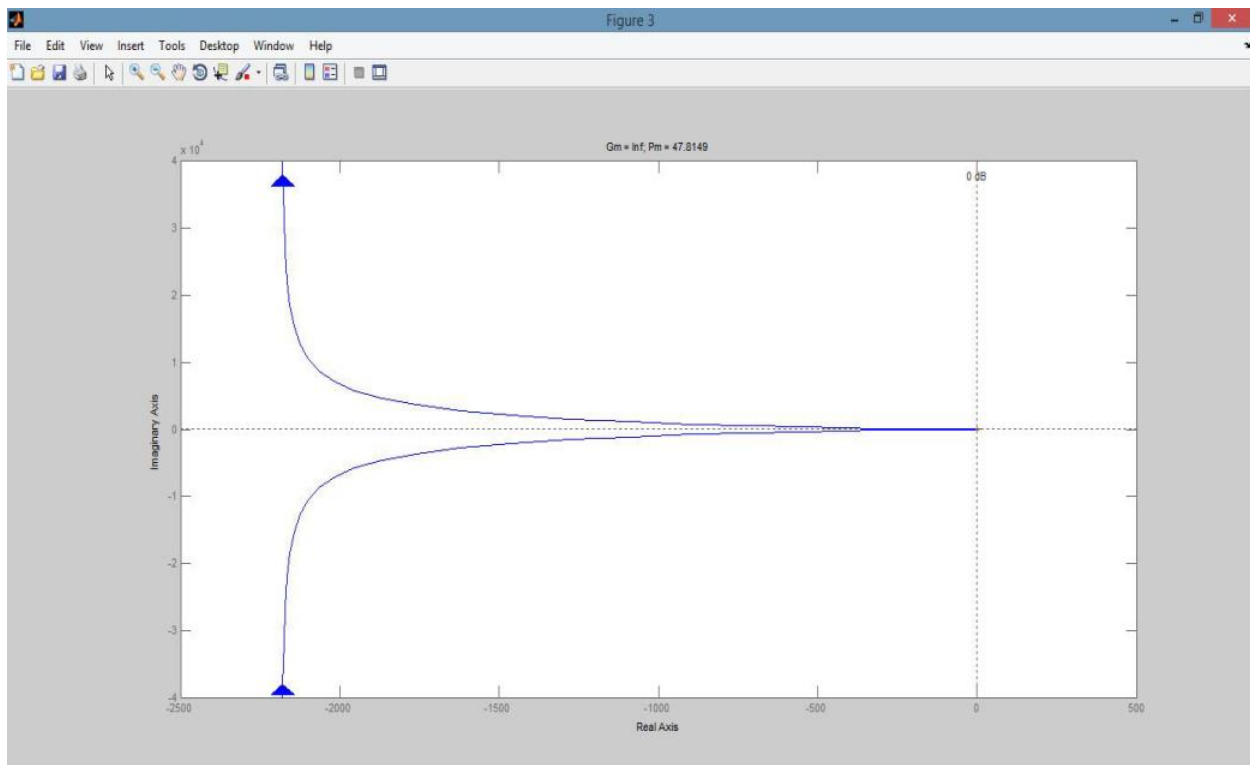 Figure 3
File Edit View Insert Tools Desktop Window Help
x 10^4
Gm = Inf; Pm = 47.8149
0 dB
4
3
2
1
0
-1
-2
-3
-4
Imaginary Axis
-2500 -2000 -1500 -1000 -500 0 500
Real Axis